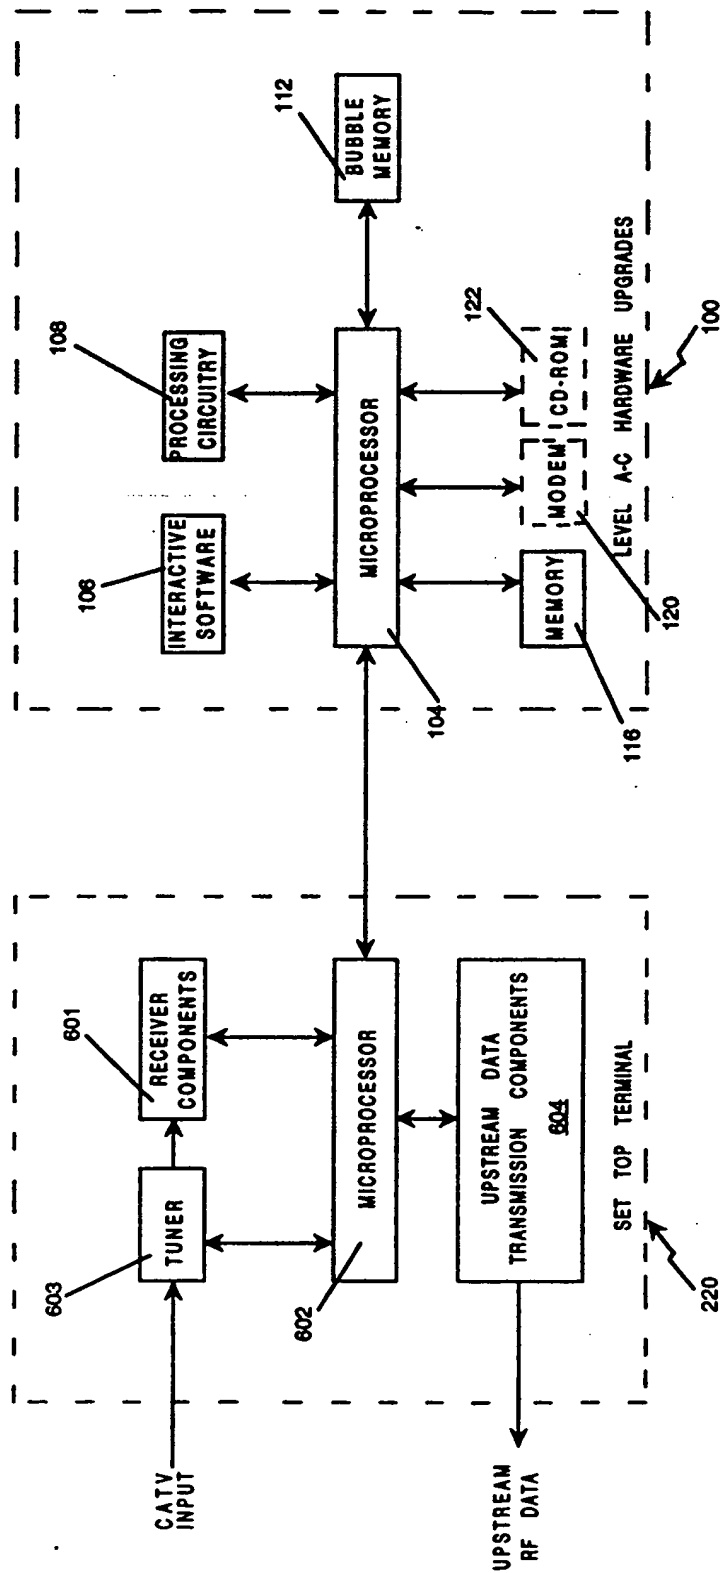 CATV
INPUT
UPSTREAM
RF DATA
603
TUNER
601
RECEIVER
COMPONENTS
602
MICROPROCESSOR
UPSTREAM DATA
TRANSMISSION COMPONENTS
604
SET TOP TERMINAL
220
106
INTERACTIVE
SOFTWARE
108
PROCESSING
CIRCUITRY
104
MICROPROCESSOR
112
BUBBLE
MEMORY
116
MEMORY
120
MODEM
122
CD-ROM
LEVEL A-C HARDWARE UPGRADES
100